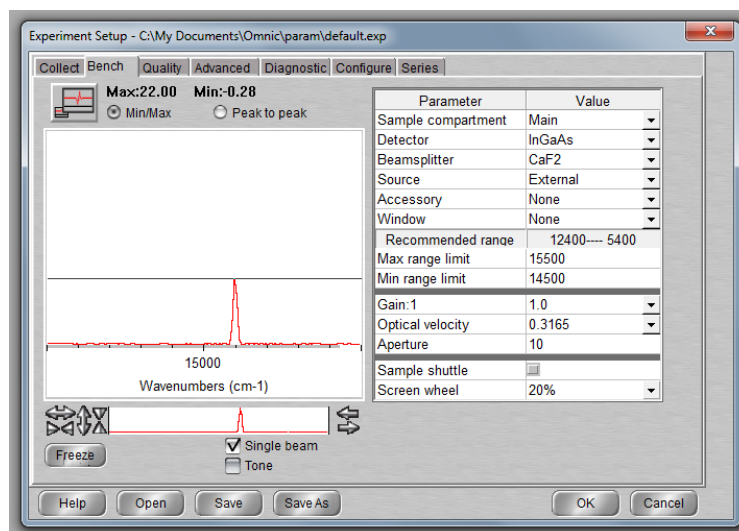 Experiment Setup - C:\My Documents\Omnic\param\default.exp
Collect Bench Quality Advanced Diagnostic Configure Series
Max:22.00 Min:-0.28
Min/Max Peak to peak
15000
Wavenumbers (cm-1)
Freeze
Single beam
Tone
Parameter Value
Sample compartment Main
Detector InGaAs
Beamsplitter CaF2
Source External
Accessory None
Window None
Recommended range 12400---- 5400
Max range limit 15500
Min range limit 14500
Gain:1 1.0
Optical velocity 0.3165
Aperture 10
Sample shuttle
Screen wheel 20%
Help Open Save Save As OK Cancel